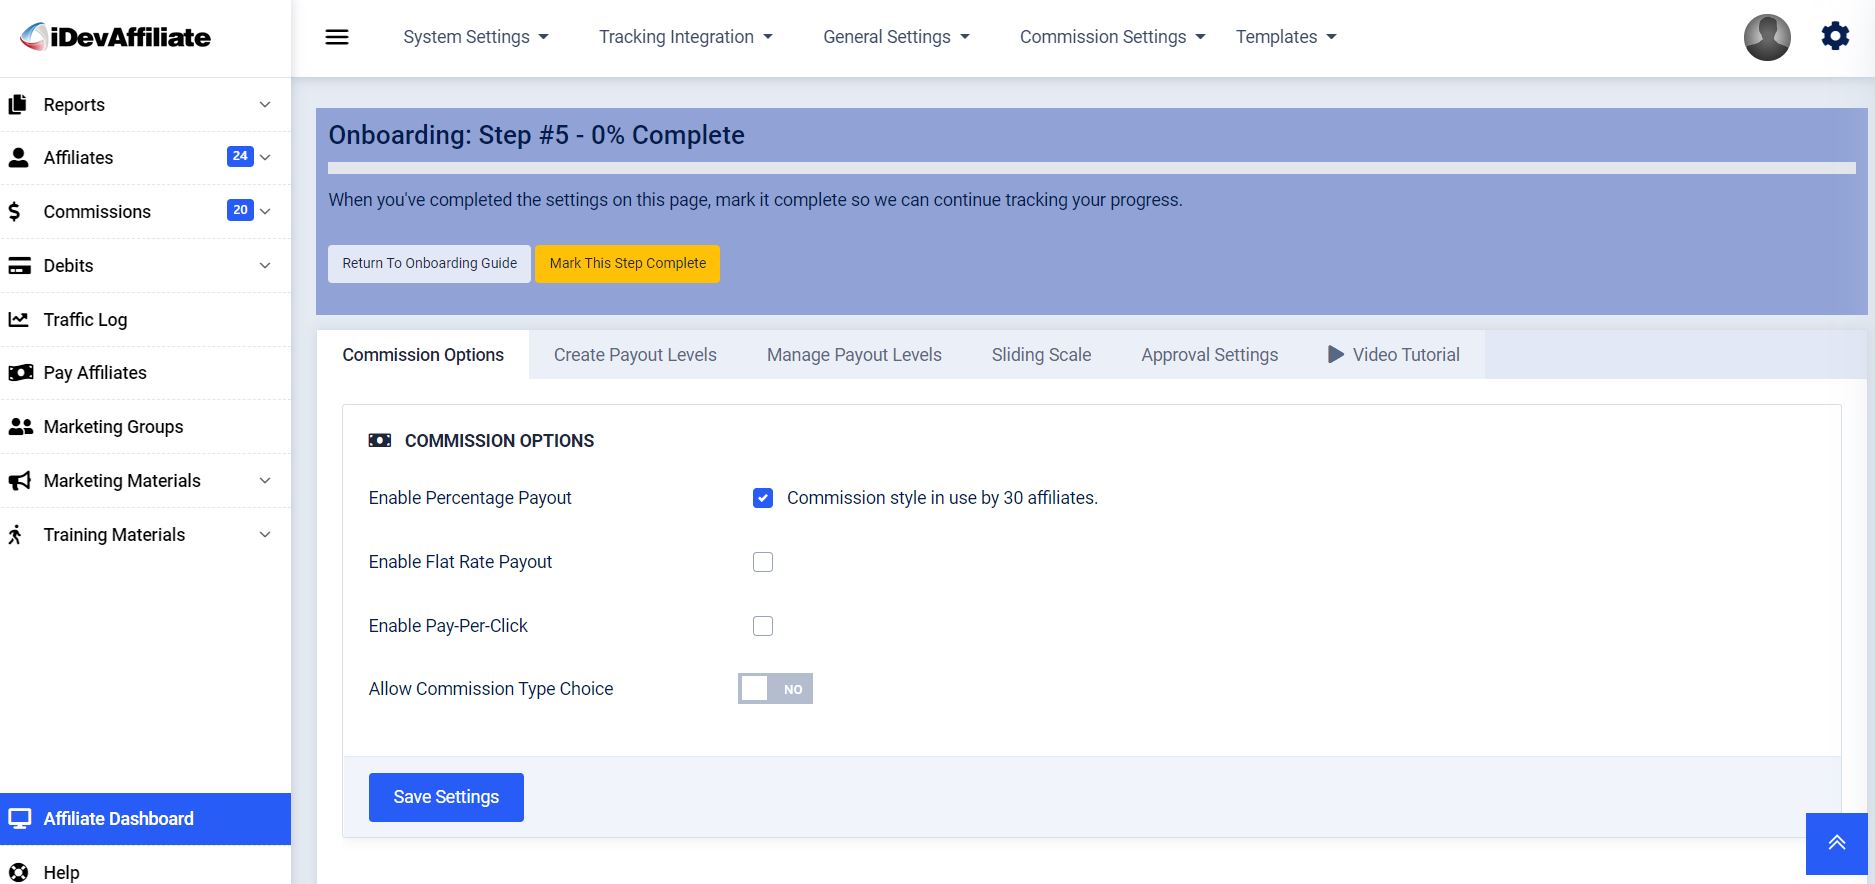 iDevAffiliate
System Settings
Tracking Integration
General Settings
Commission Settings
Templates
Reports
Affiliates 24
Commissions 20
Debits
Traffic Log
Pay Affiliates
Marketing Groups
Marketing Materials
Training Materials
Affiliate Dashboard
Help
Onboarding: Step #5 - 0% Complete
When you've completed the settings on this page, mark it complete so we can continue tracking your progress.
Return To Onboarding Guide
Mark This Step Complete
Commission Options
Create Payout Levels
Manage Payout Levels
Sliding Scale
Approval Settings
Video Tutorial
COMMISSION OPTIONS
Enable Percentage Payout
Commission style in use by 30 affiliates.
Enable Flat Rate Payout
Enable Pay-Per-Click
Allow Commission Type Choice
NO
Save Settings